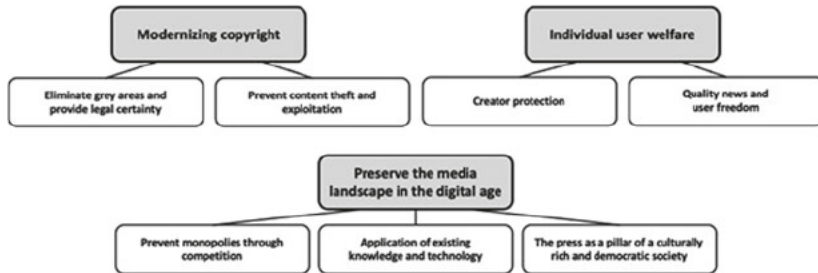 Modernizing copyright
Eliminate grey areas and
provide legal certainty
Prevent content theft and
exploitation
Individual user welfare
Creator protection
Quality news and
user freedom
Preserve the media
landscape in the digital age
Prevent monopolies through
competition
Application of existing
knowledge and technology
The press as a pillar of a culturally
rich and democratic society